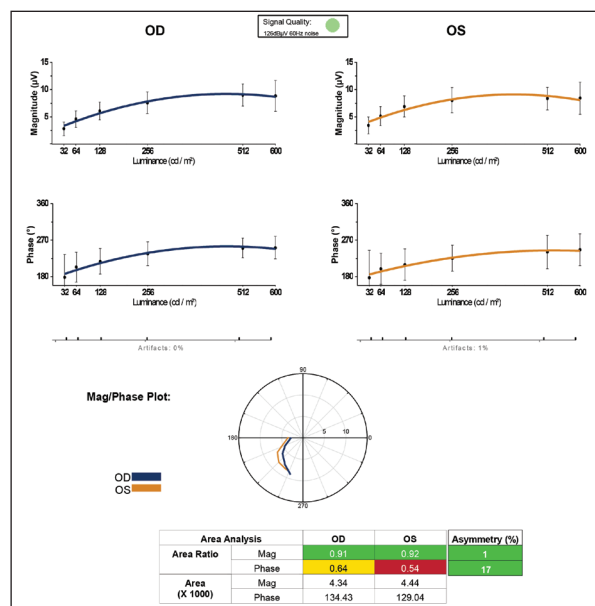 OD
Signal Quality:
126dBµV 60Hz noise
OS
Magnitude (µV)
15
10
5
32 64 128 256 512 600
Luminance (cd / m²)
Magnitude (µV)
15
10
5
32 64 128 256 512 600
Luminance (cd / m²)
Phase (°)
360
270
180
32 64 128 256 512 600
Luminance (cd / m²)
Phase (°)
360
270
180
32 64 128 256 512 600
Luminance (cd / m²)
Artifacts: 0%
Artifacts: 1%
Mag/Phase Plot:
90
180
5 10
0
270
OD
OS
Area Analysis OD OS Asymmetry (%)
Area Ratio Mag 0.91 0.92 1
Phase 0.64 0.54 17
Area (X 1000) Mag 4.34 4.44
Phase 134.43 129.04